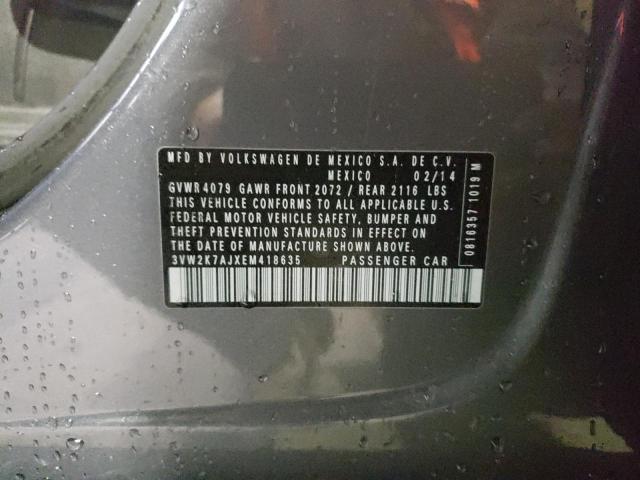 MFD BY VOLKSWAGEN DE MEXICO S.A. DE C.V.
MEXICO 02/14
GVWR 4079 GAWR FRONT 2072 / REAR 2116 LBS
THIS VEHICLE CONFORMS TO ALL APPLICABLE U.S.
FEDERAL MOTOR VEHICLE SAFETY, BUMPER AND
THEFT PREVENTION STANDARDS IN EFFECT ON
THE DATE OF MANUFACTURE SHOWN ABOVE.
3VW2K7AJXEM418635 PASSENGER CAR
0816357 1019 M